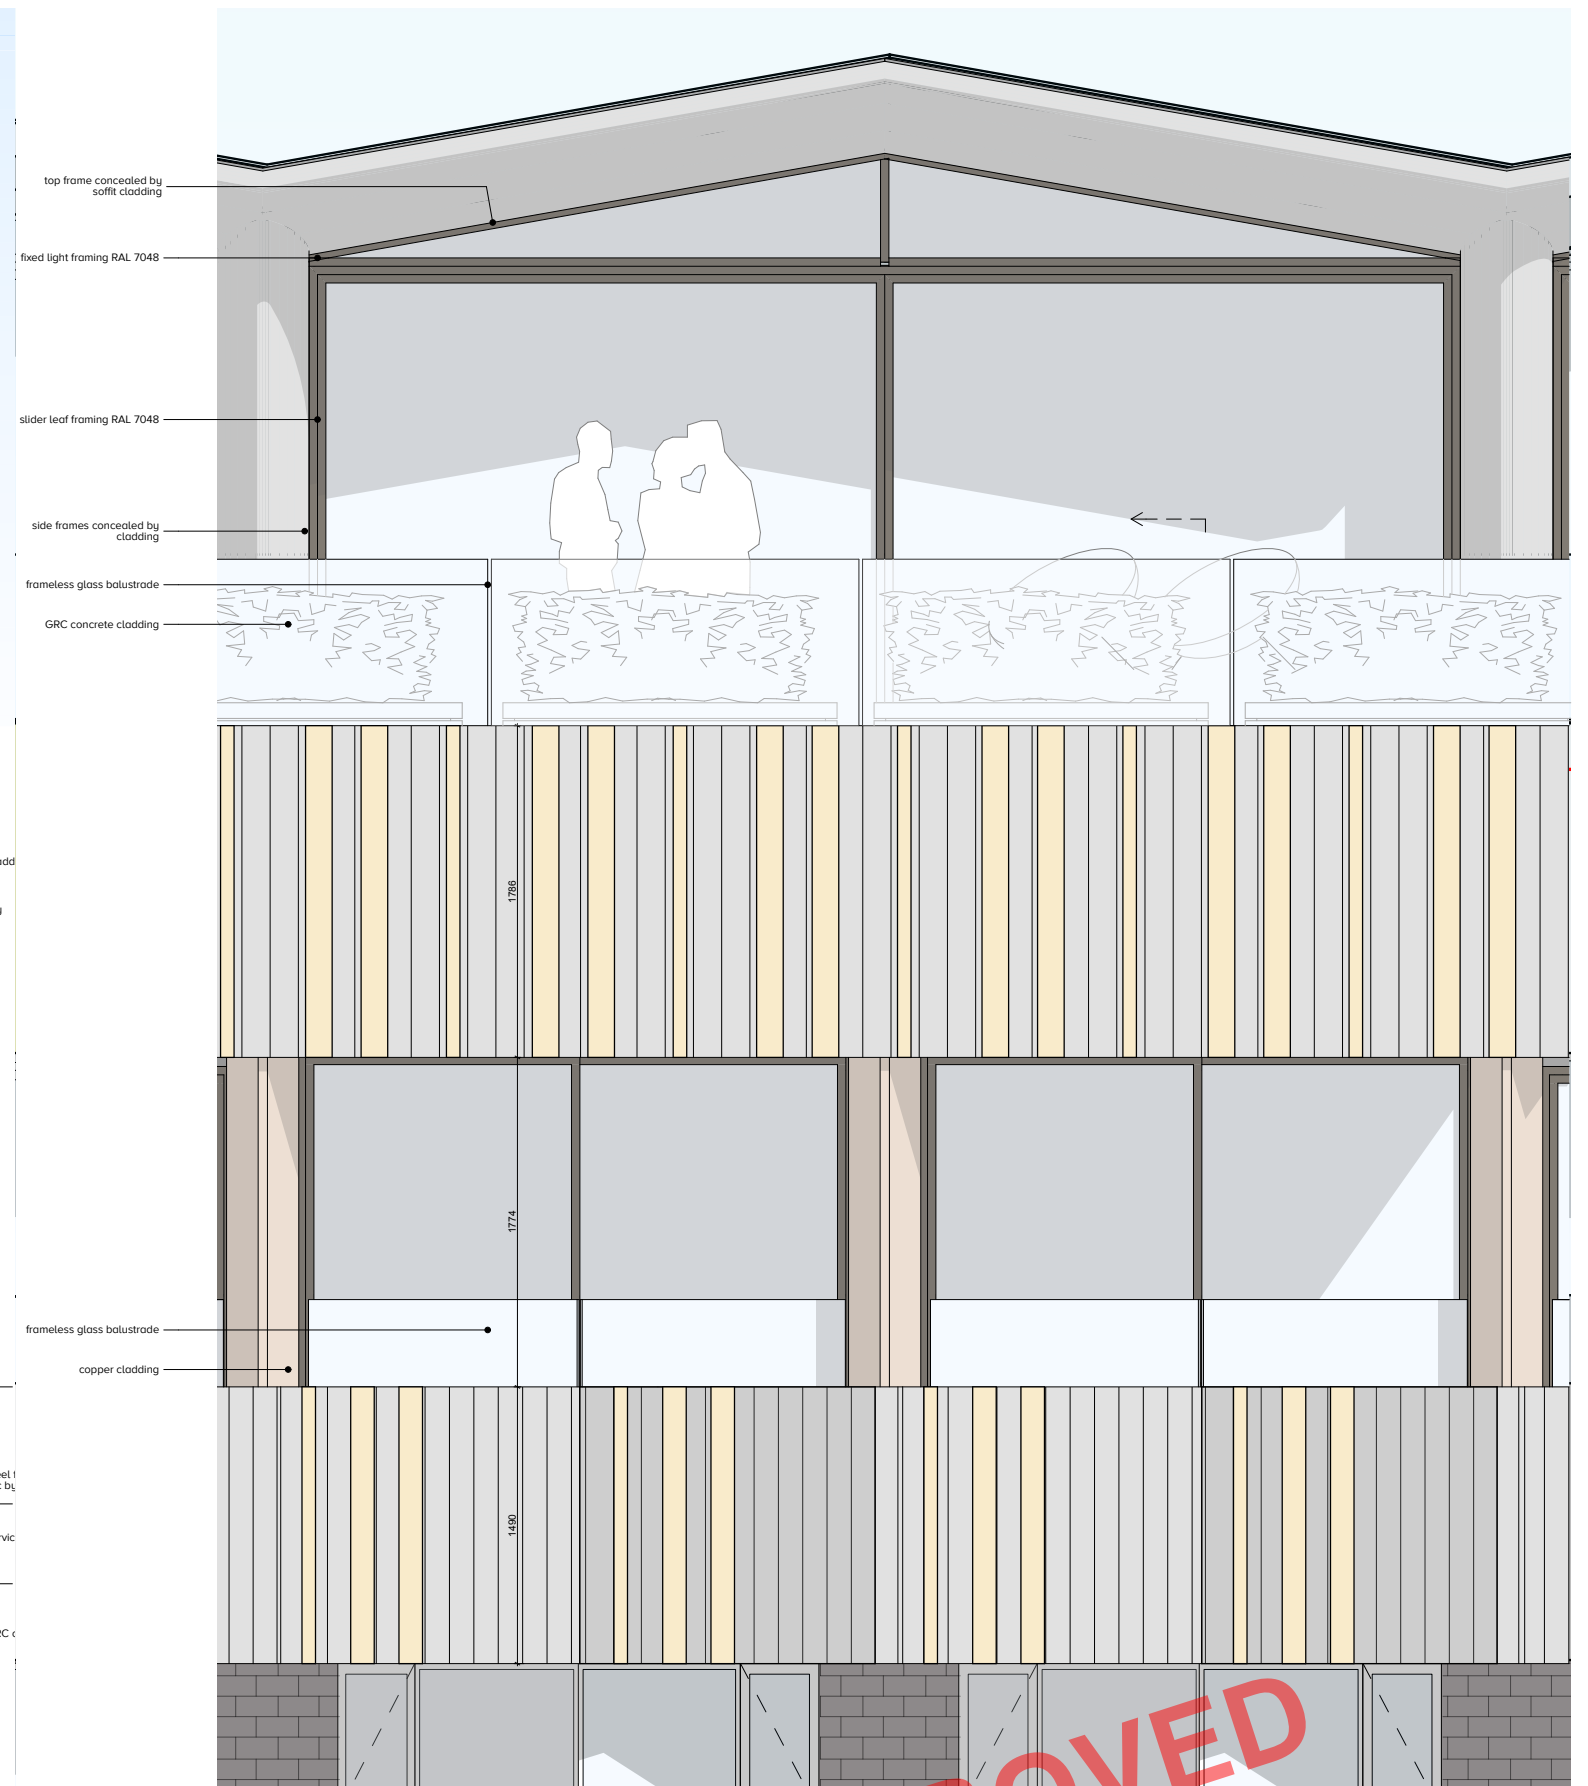 top frame concealed by
soffit cladding
fixed light framing RAL 7048
slider leaf framing RAL 7048
side frames concealed by
cladding
frameless glass balustrade
GRC concrete cladding
1786
1774
frameless glass balustrade
copper cladding
1490